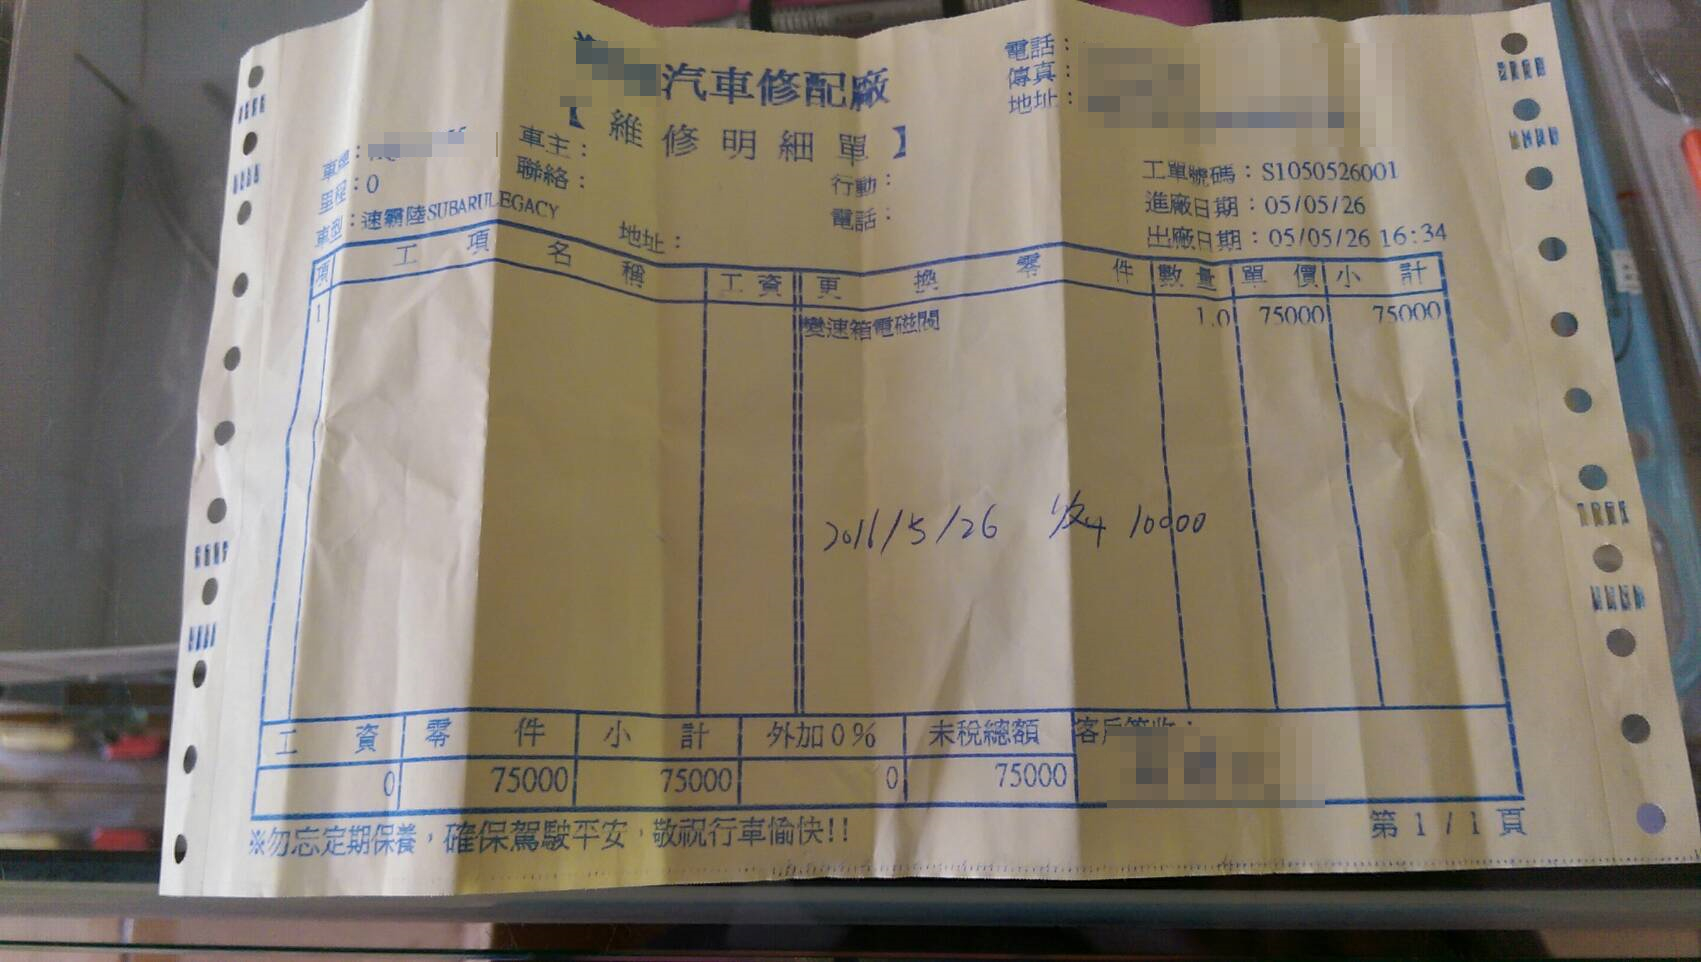 汽車修配廠
【維修明細單】
電話：
傳真：
地址：
車牌：
里程：0
車型：速霸陸SUBARULEGACY
車主：
聯絡：
地址：
行動：
電話：
工單號碼：S1050526001
進廠日期：05/05/26
出廠日期：05/05/26 16:34
項 工項名稱 工資 更換零件 數量 單價 小計
1 變速箱電磁閥 1.0 75000 75000
2016/5/26 收 10000
工資 零件 小計 外加0% 未稅總額 客戶簽收：
0 75000 75000 0 75000
※勿忘定期保養，確保駕駛平安，敬祝行車愉快!!
第 1 / 1 頁